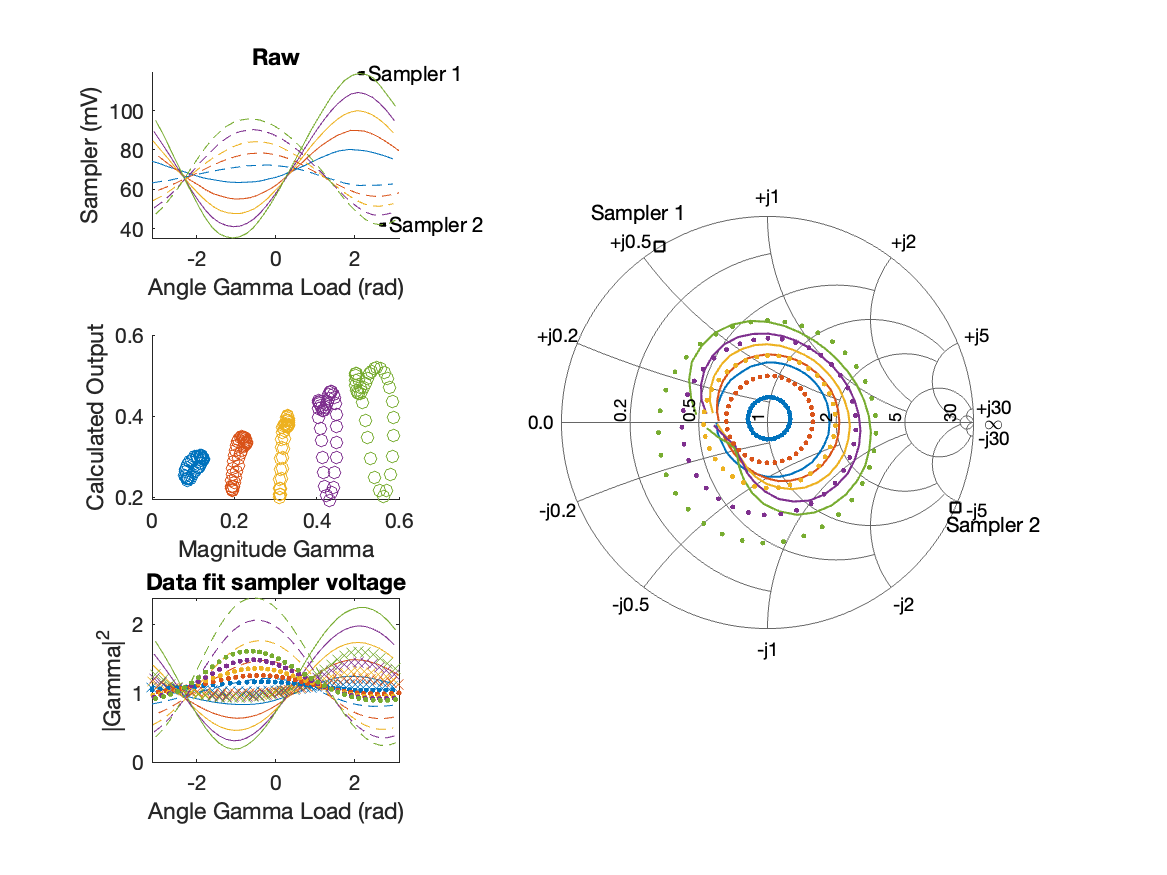 Raw
Sampler (mV)
100
80
60
40
-2
0
2
Angle Gamma Load (rad)
Sampler 1
Sampler 2
Calculated Output
0.6
0.4
0.2
0
0.2
0.4
0.6
Magnitude Gamma
Data fit sampler voltage
|Gamma|²
2
1
0
-2
0
2
Angle Gamma Load (rad)
+j1
Sampler 1
+j0.5
+j2
+j0.2
+j5
0.0
0.2
0.5
1
2
5
30
+j30
∞
-j30
-j0.2
-j5
Sampler 2
-j0.5
-j2
-j1